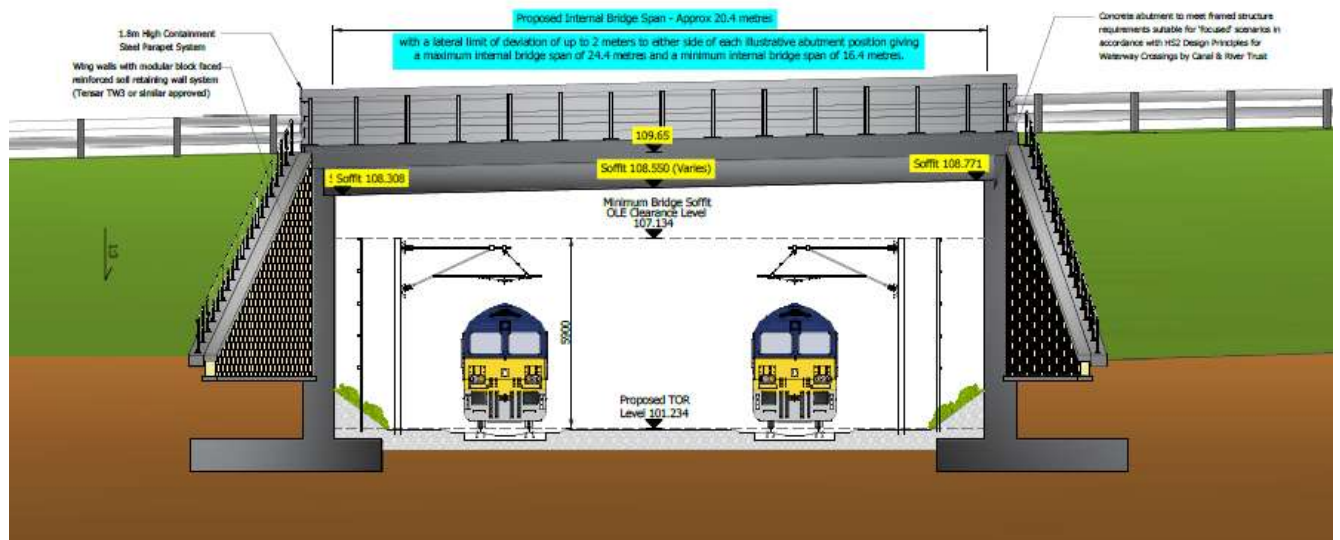 Proposed Internal Bridge Span - Approx 20.4 metres
with a lateral limit of deviation of up to 2 meters to either side of each illustrative abutment position giving
a maximum internal bridge span of 24.4 metres and a minimum internal bridge span of 16.4 metres.
1.8m High Containment
Steel Parapet System
Wing walls with modular block faced
reinforced soil retaining wall system
(Tensar TW3 or similar approved)
Concrete abutment to meet framed structure
requirements suitable for 'focused' scenarios in
accordance with HS2 Design Principles for
Waterway Crossings by Canal & River Trust
109.65
Soffit 108.308
Soffit 108.550 (Varies)
Soffit 108.771
Minimum Bridge Soffit
OLE Clearance Level
107.134
5900
Proposed TOR
Level 101.234